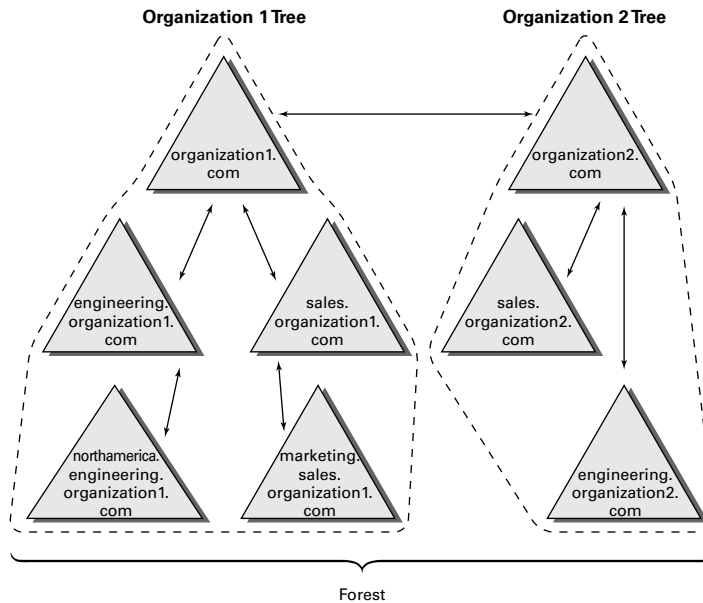 Organization 1 Tree
Organization 2 Tree
organization1.
com
organization2.
com
engineering.
organization1.
com
sales.
organization1.
com
sales.
organization2.
com
northamerica.
engineering.
organization1.
com
marketing.
sales.
organization1.
com
engineering.
organization2.
com
Forest